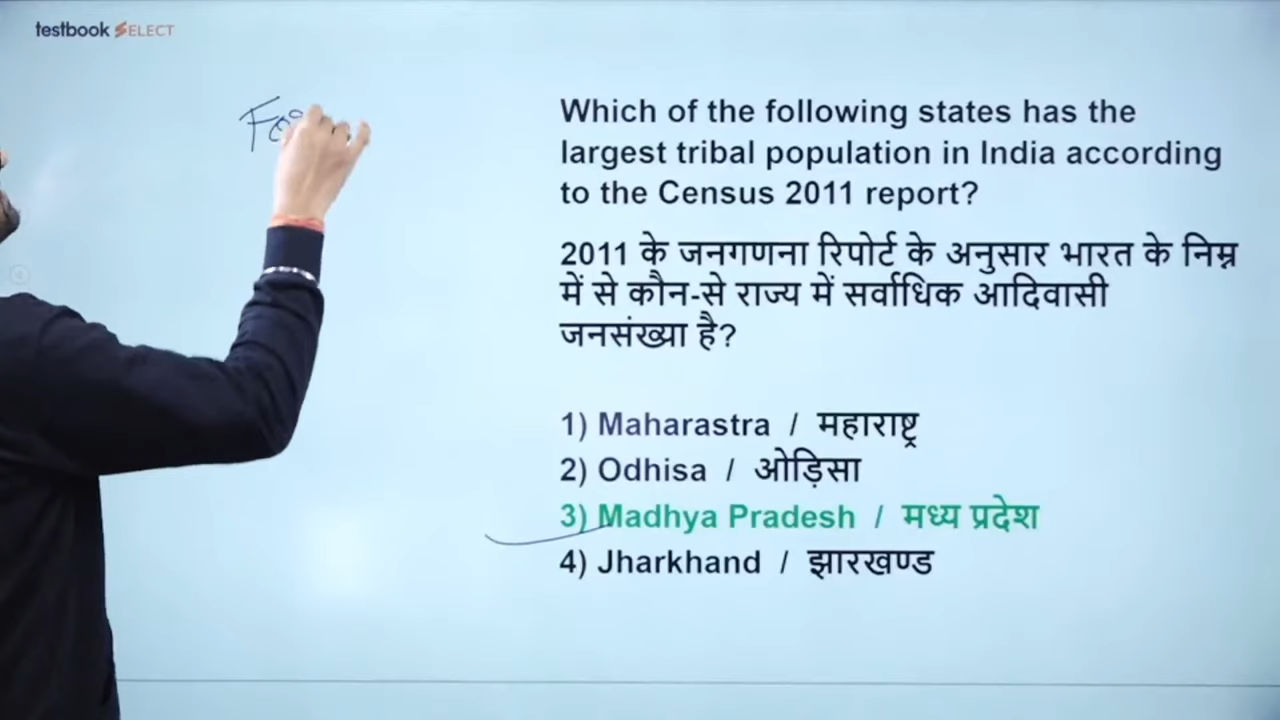 testbook SELECT
Which of the following states has the
largest tribal population in India according
to the Census 2011 report?
2011 के जनगणना रिपोर्ट के अनुसार भारत के निम्न
में से कौन-से राज्य में सर्वाधिक आदिवासी
जनसंख्या है?
1) Maharastra / महाराष्ट्र
2) Odhisa / ओड़िसा
3) Madhya Pradesh / मध्य प्रदेश
4) Jharkhand / झारखण्ड